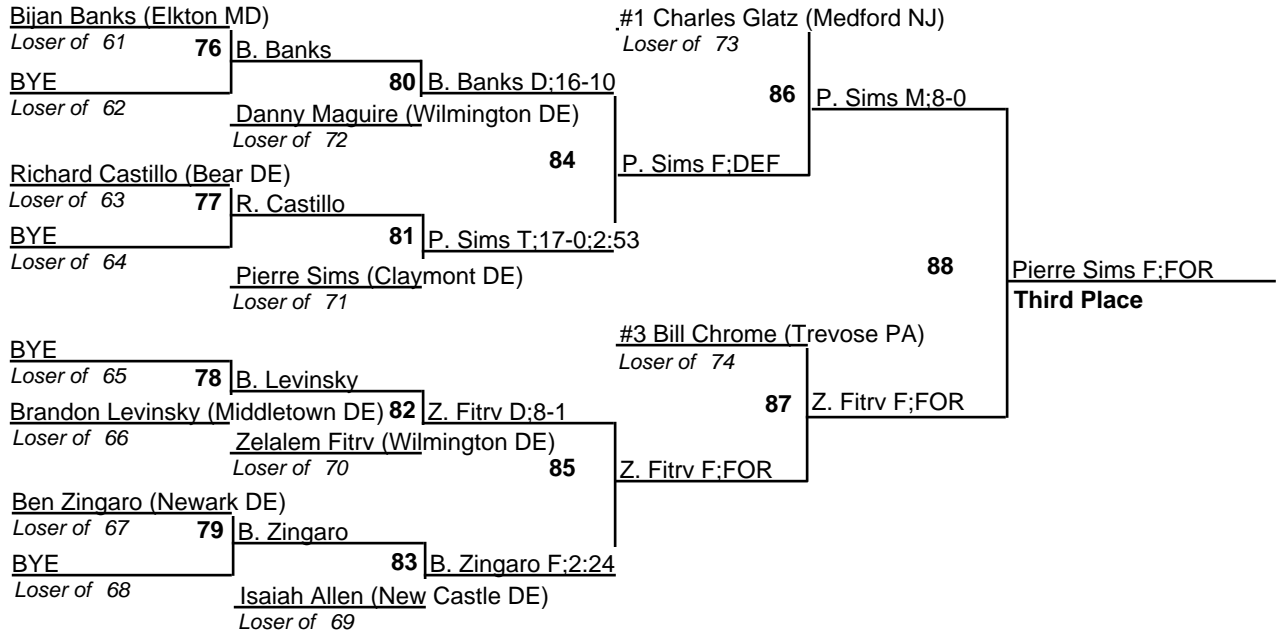 Bijan Banks (Elkton MD)
Loser of 61
76
B. Banks
BYE
Loser of 62
80
B. Banks D;16-10
Danny Maguire (Wilmington DE)
Loser of 72
84
P. Sims F;DEF
Richard Castillo (Bear DE)
Loser of 63
77
R. Castillo
BYE
Loser of 64
81
P. Sims T;17-0;2:53
Pierre Sims (Claymont DE)
Loser of 71
#1 Charles Glatz (Medford NJ)
Loser of 73
86
P. Sims M;8-0
88
Pierre Sims F;FOR
Third Place
BYE
Loser of 65
78
B. Levinsky
Brandon Levinsky (Middletown DE)
Loser of 66
82
Z. Fitrv D;8-1
Zelalem Fitrv (Wilmington DE)
Loser of 70
85
Z. Fitrv F;FOR
Ben Zingaro (Newark DE)
Loser of 67
79
B. Zingaro
BYE
Loser of 68
83
B. Zingaro F;2:24
Isaiah Allen (New Castle DE)
Loser of 69
#3 Bill Chrome (Trevose PA)
Loser of 74
87
Z. Fitrv F;FOR